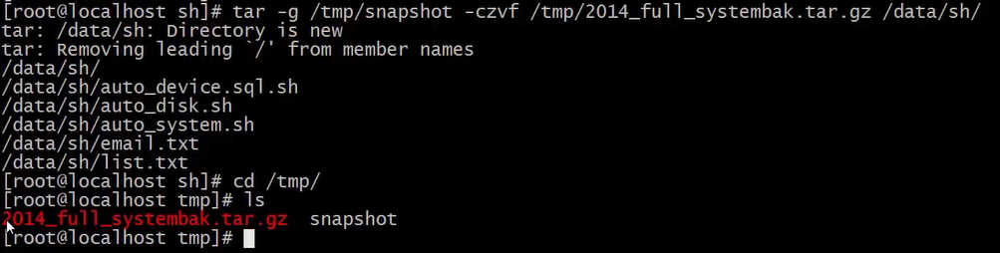 [root@localhost sh]# tar -g /tmp/snapshot -czvf /tmp/2014_full_systembak.tar.gz /data/sh/
tar: /data/sh: Directory is new
tar: Removing leading `/' from member names
/data/sh/
/data/sh/auto_device.sql.sh
/data/sh/auto_disk.sh
/data/sh/auto_system.sh
/data/sh/email.txt
/data/sh/list.txt
[root@localhost sh]# cd /tmp/
[root@localhost tmp]# ls
2014_full_systembak.tar.gz  snapshot
[root@localhost tmp]#